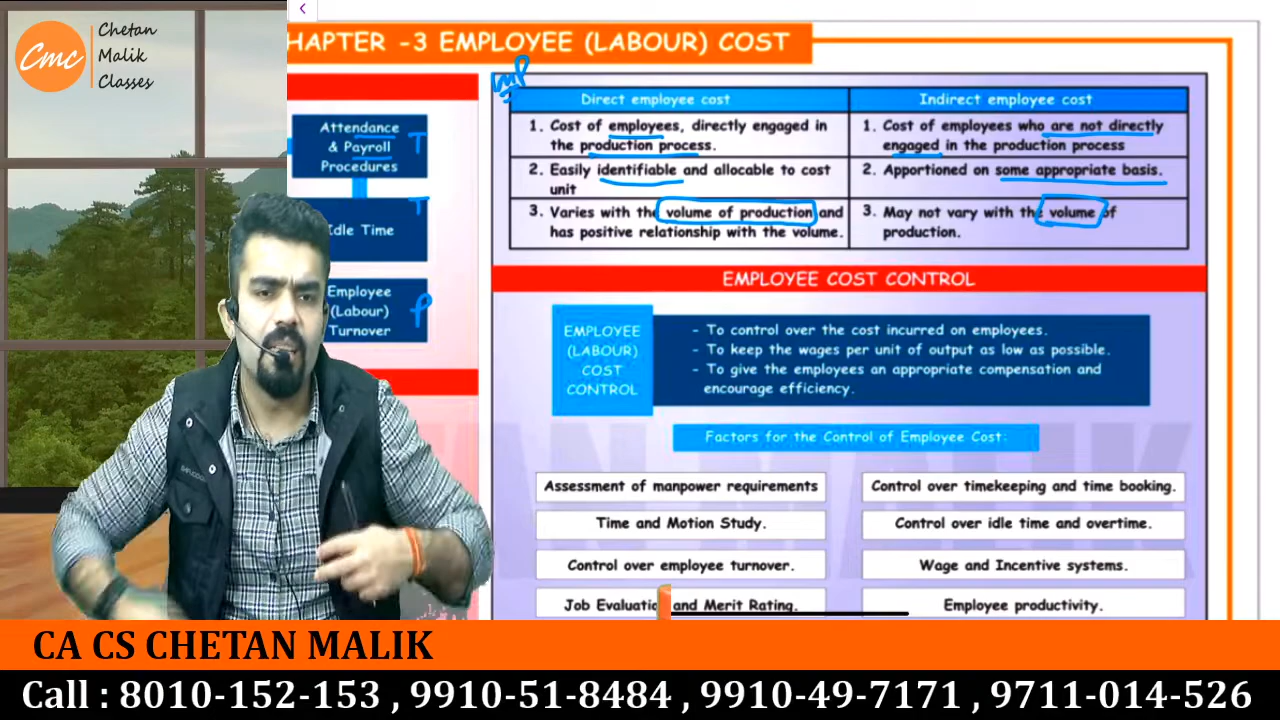 Cmc
Chetan
Malik
Classes
HAPTER -3 EMPLOYEE (LABOUR) COST
Attendance
& Payroll
Procedures
T
Idle Time
T
Employee
(Labour)
Turnover
P
Direct employee cost
Indirect employee cost
1. Cost of employees, directly engaged in
the production process.
1. Cost of employees who are not directly
engaged in the production process
2. Easily identifiable and allocable to cost
unit
2. Apportioned on some appropriate basis.
3. Varies with the volume of production and
has positive relationship with the volume.
3. May not vary with the volume of
production.
EMPLOYEE COST CONTROL
EMPLOYEE
(LABOUR)
COST
CONTROL
- To control over the cost incurred on employees.
- To keep the wages per unit of output as low as possible.
- To give the employees an appropriate compensation and
encourage efficiency.
Factors for the Control of Employee Cost:
Assessment of manpower requirements
Control over timekeeping and time booking.
Time and Motion Study.
Control over idle time and overtime.
Control over employee turnover.
Wage and Incentive systems.
Job Evaluatio and Merit Rating.
Employee productivity.
CA CS CHETAN MALIK
Call : 8010-152-153 , 9910-51-8484 , 9910-49-7171 , 9711-014-526